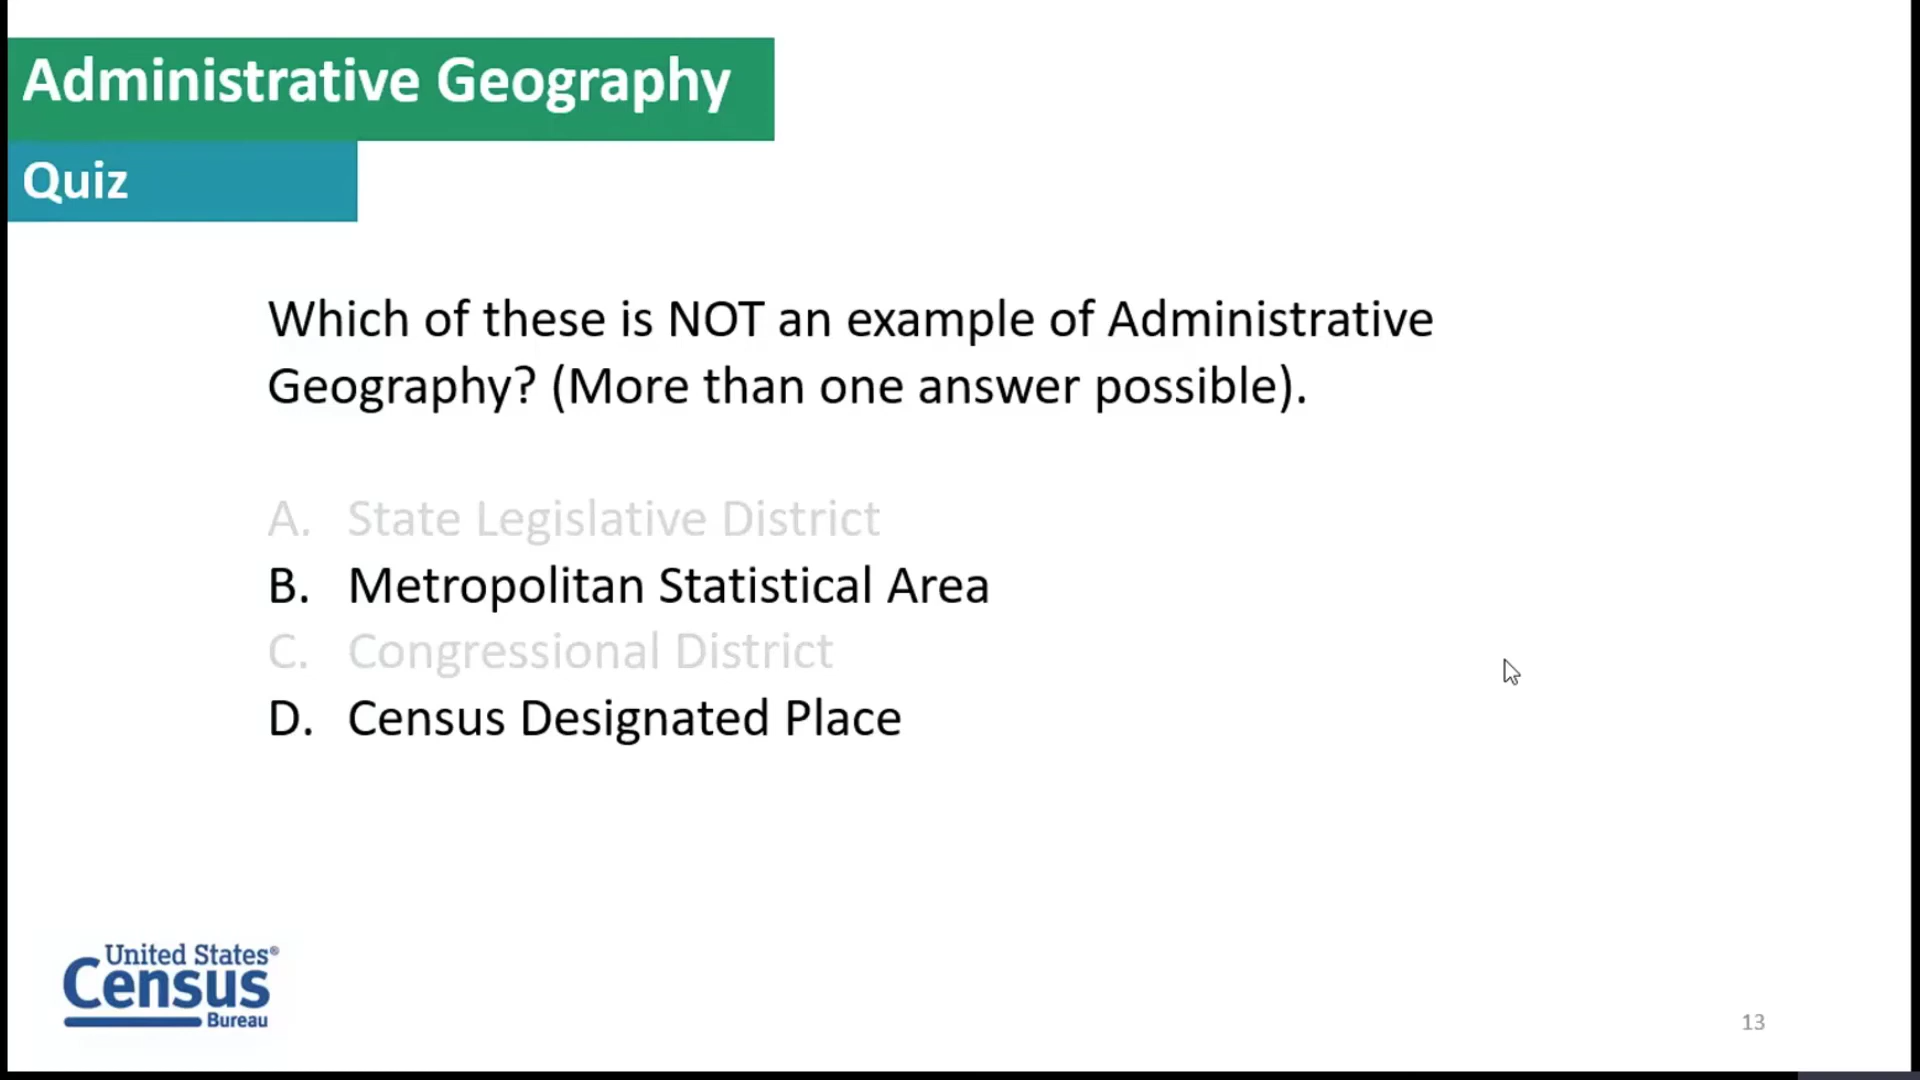 Administrative Geography
Quiz
Which of these is NOT an example of Administrative
Geography? (More than one answer possible).
A. State Legislative District
B. Metropolitan Statistical Area
C. Congressional District
D. Census Designated Place
United States®
Census
Bureau
13